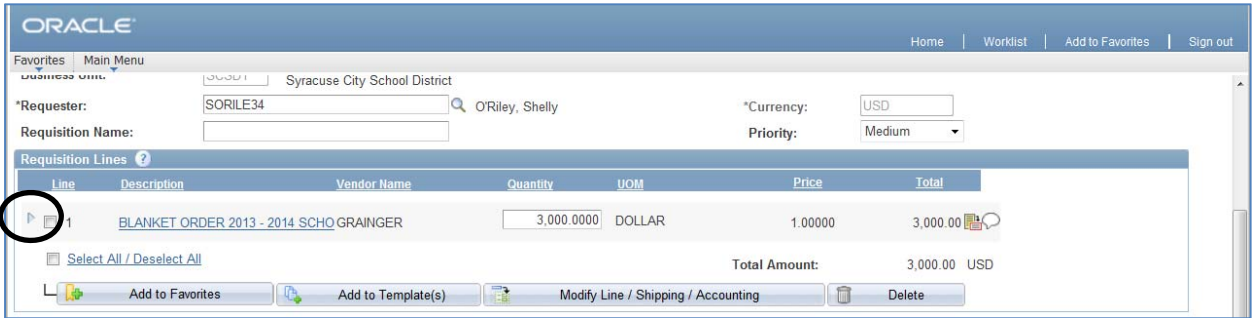 ORACLE
Home Worklist Add to Favorites Sign out
Favorites Main Menu
Business Unit: SCSD1 Syracuse City School District
*Requester: SORILE34 O'Riley, Shelly *Currency: USD
Requisition Name: Priority: Medium
Requisition Lines ?
Line Description Vendor Name Quantity UOM Price Total
1 BLANKET ORDER 2013 - 2014 SCHO GRAINGER 3,000.0000 DOLLAR 1.00000 3,000.00
Select All / Deselect All Total Amount: 3,000.00 USD
Add to Favorites Add to Template(s) Modify Line / Shipping / Accounting Delete